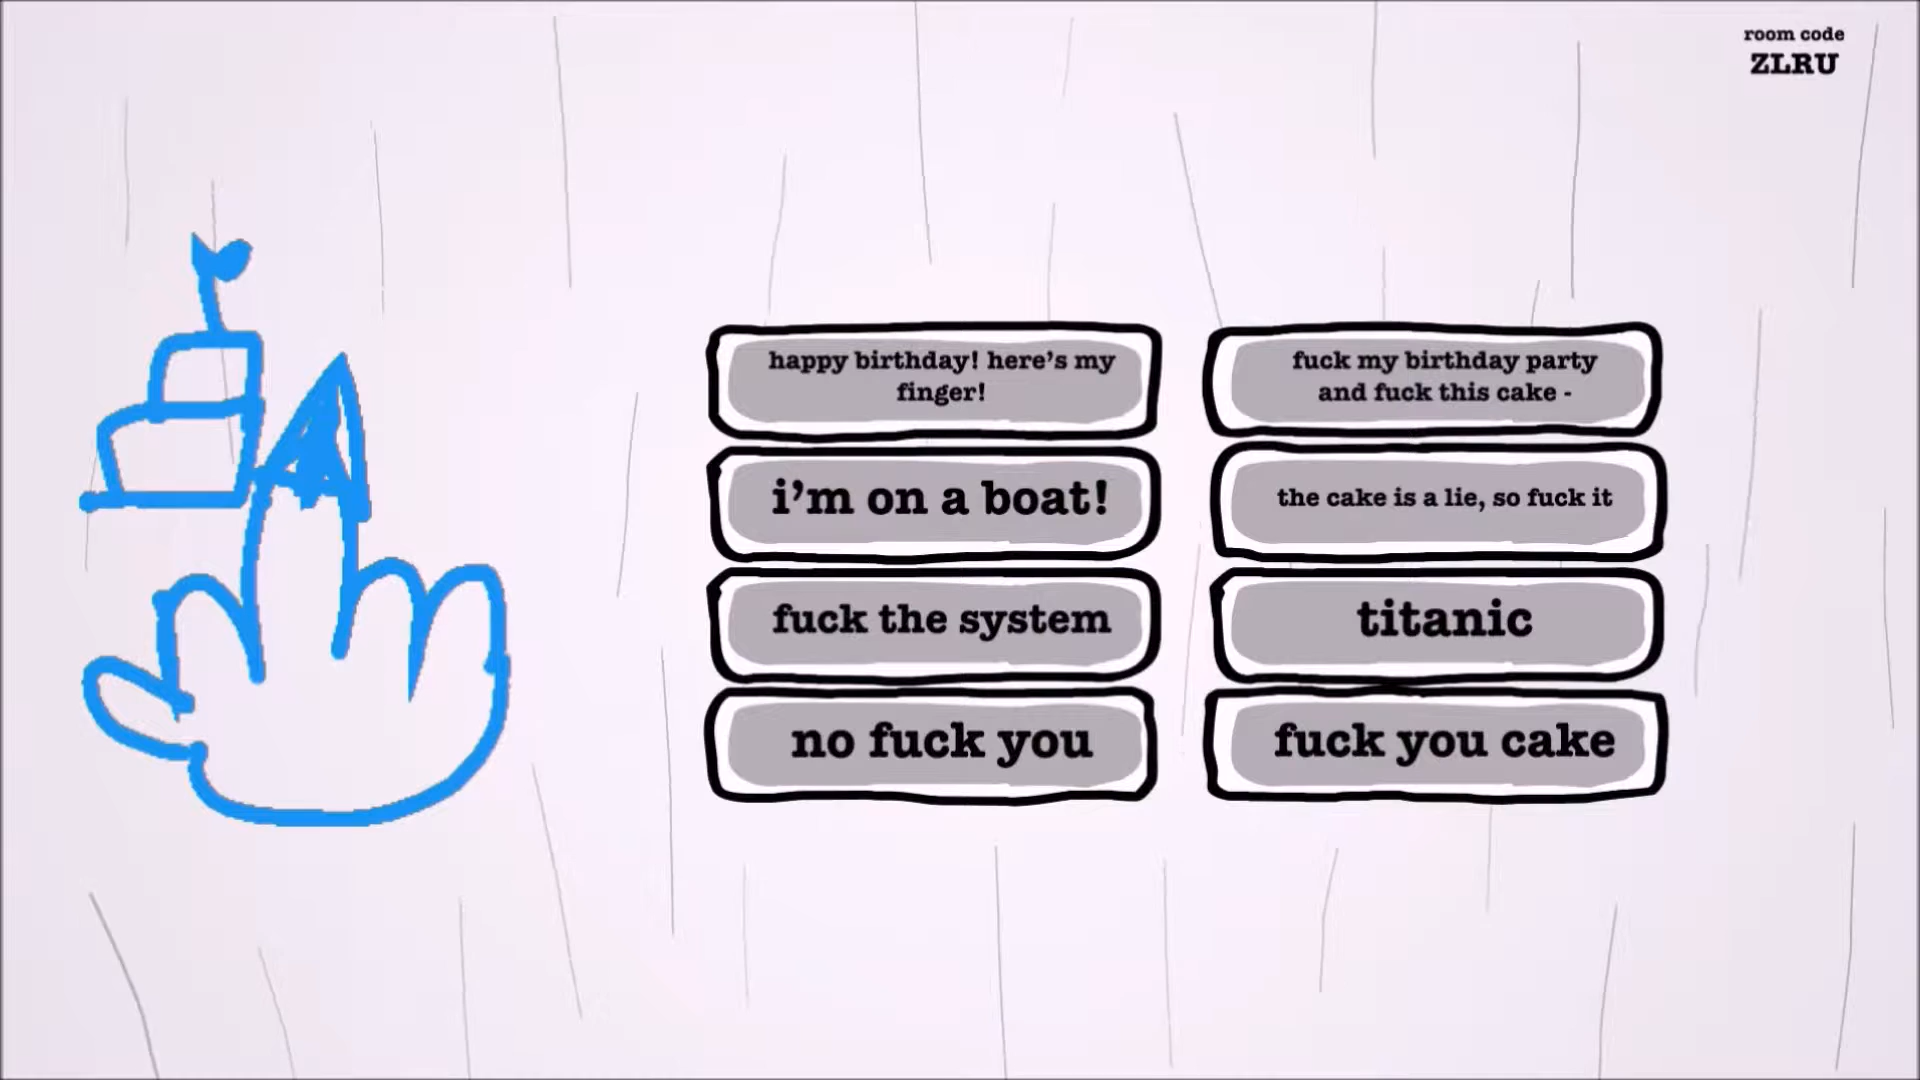 room code
ZLRU
happy birthday! here's my
finger!
fuck my birthday party
and fuck this cake -
i'm on a boat!
the cake is a lie, so fuck it
fuck the system
titanic
no fuck you
fuck you cake